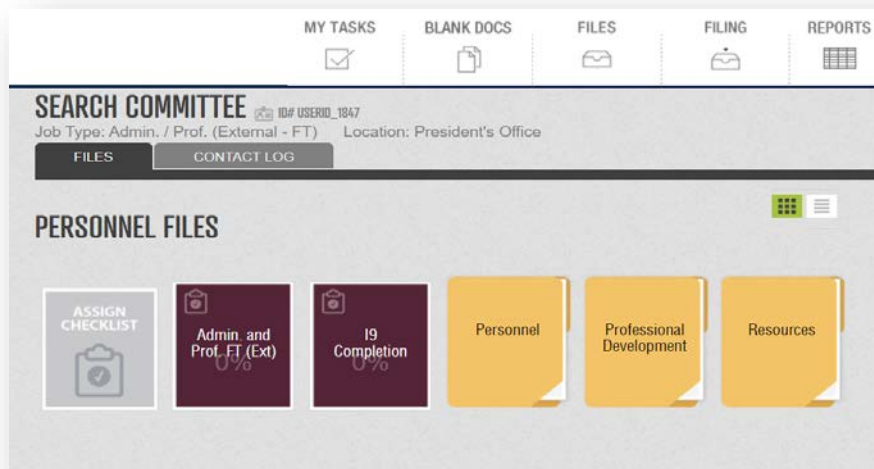 MY TASKS BLANK DOCS FILES FILING REPORTS
SEARCH COMMITTEE ID# USERID_1847
Job Type: Admin. / Prof. (External - FT) Location: President's Office
FILES CONTACT LOG
PERSONNEL FILES
ASSIGN
CHECKLIST
Admin. and
Prof. FT (Ext)
0%
I9
Completion
0%
Personnel
Professional
Development
Resources